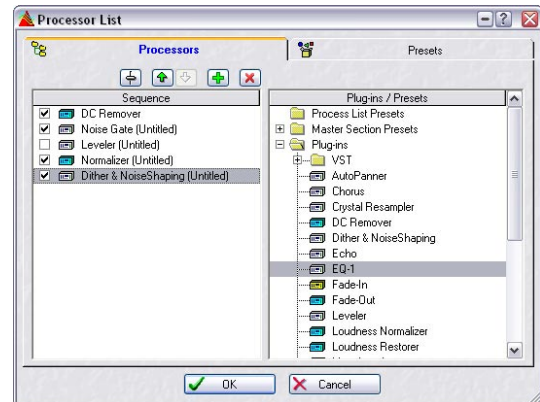 Processor List
Processors
Presets
Sequence
DC Remover
Noise Gate (Untitled)
Leveler (Untitled)
Normalizer (Untitled)
Dither & NoiseShaping (Untitled)
Plug-ins / Presets
Process List Presets
Master Section Presets
Plug-ins
VST
AutoPanner
Chorus
Crystal Resampler
DC Remover
Dither & NoiseShaping
Echo
EQ-1
Fade-In
Fade-Out
Leveler
Loudness Normalizer
Loudness Restorer
OK
Cancel